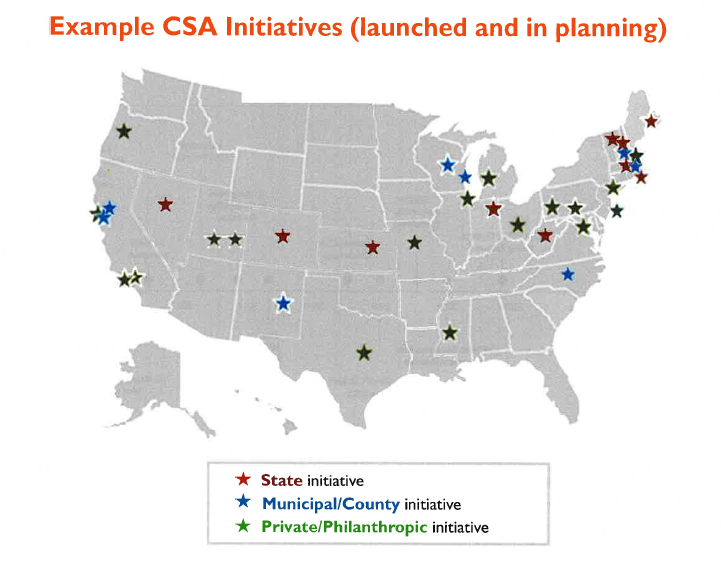 Example CSA Initiatives (launched and in planning)
State initiative
Municipal/County initiative
Private/Philanthropic initiative